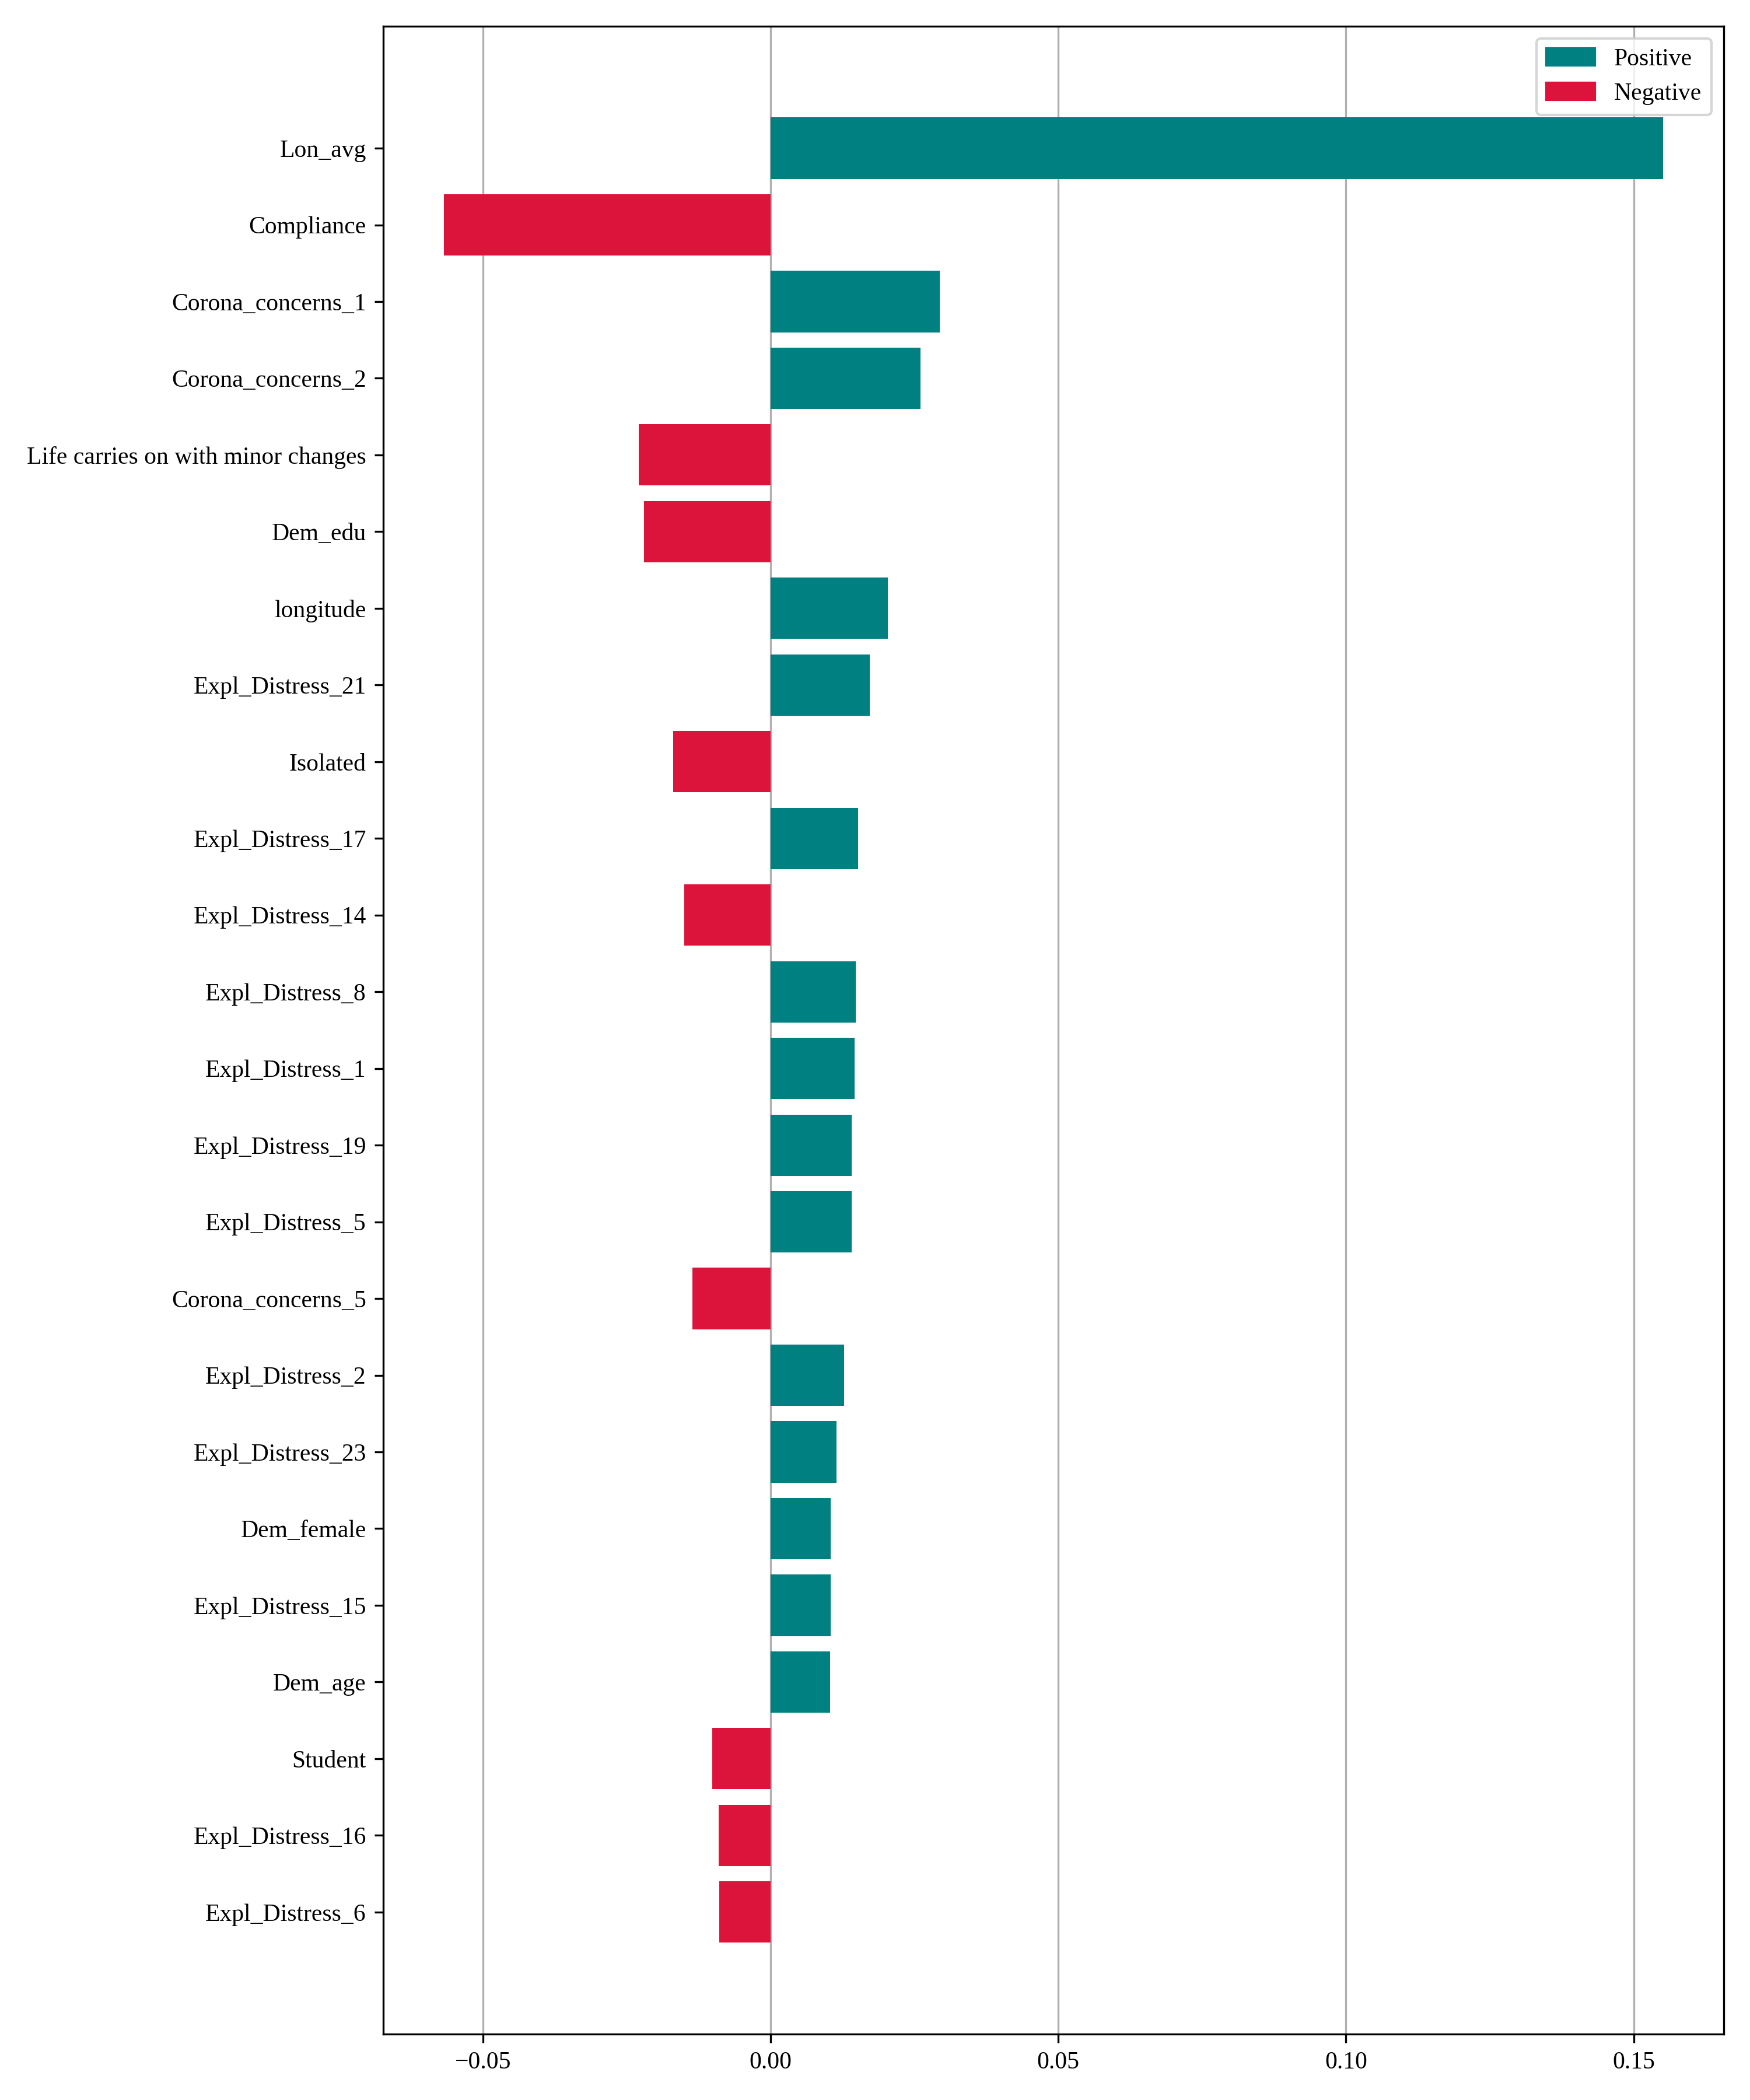 Positive
Negative
Lon_avg
Compliance
Corona_concerns_1
Corona_concerns_2
Life carries on with minor changes
Dem_edu
longitude
Expl_Distress_21
Isolated
Expl_Distress_17
Expl_Distress_14
Expl_Distress_8
Expl_Distress_1
Expl_Distress_19
Expl_Distress_5
Corona_concerns_5
Expl_Distress_2
Expl_Distress_23
Dem_female
Expl_Distress_15
Dem_age
Student
Expl_Distress_16
Expl_Distress_6
−0.05 0.00 0.05 0.10 0.15